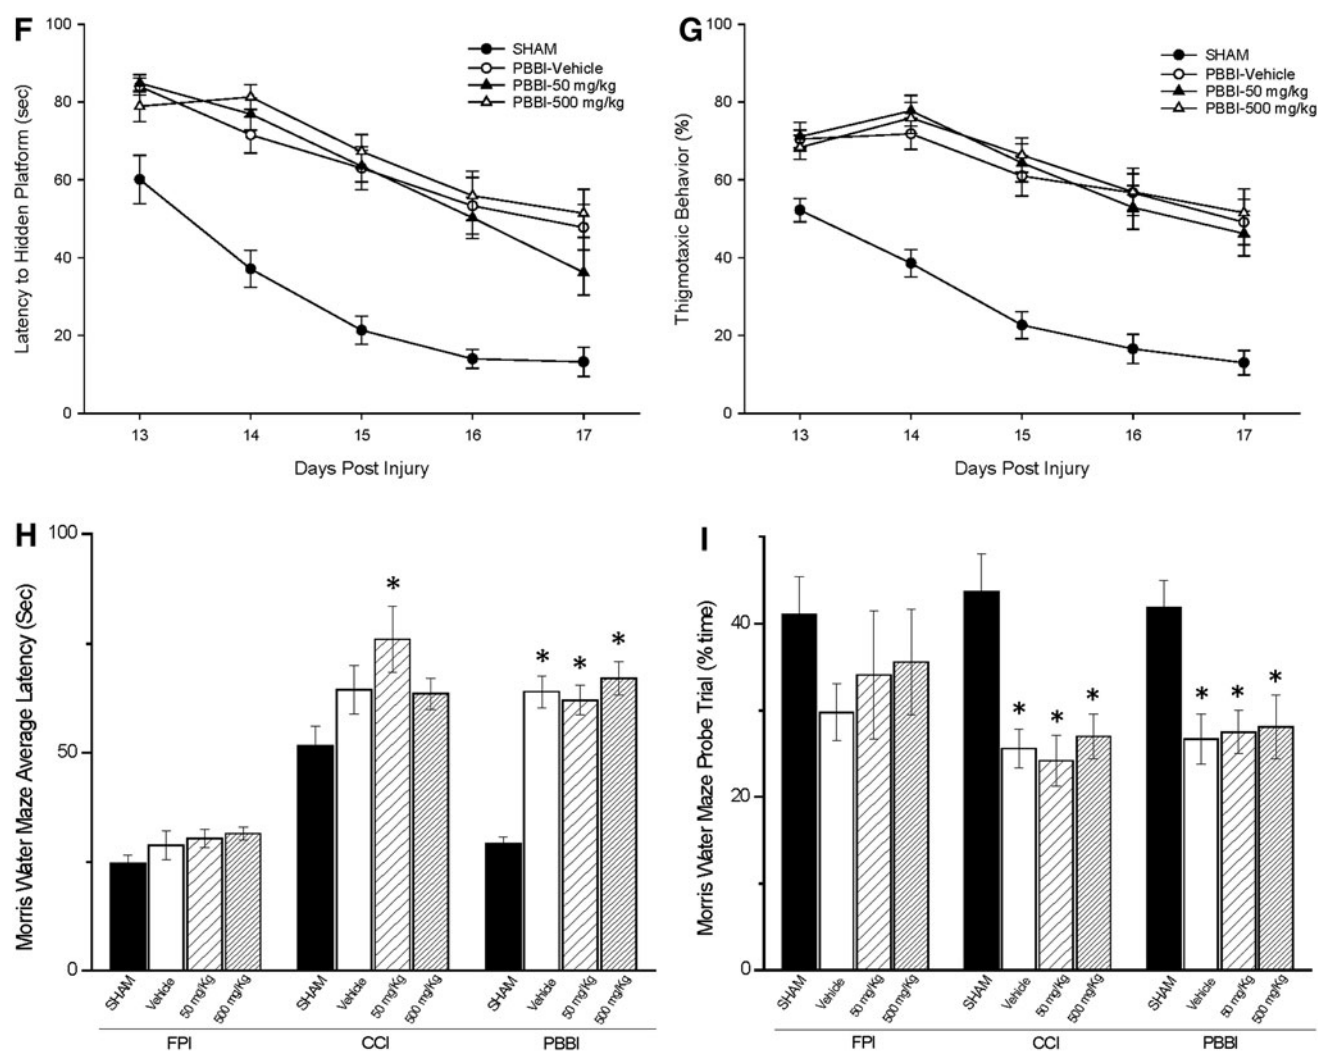 F
100
80
60
40
20
0
Latency to Hidden Platform (sec)
SHAM
PBBI-Vehicle
PBBI-50 mg/kg
PBBI-500 mg/kg
13 14 15 16 17
Days Post Injury
G
100
80
60
40
20
0
Thigmotaxic Behavior (%)
SHAM
PBBI-Vehicle
PBBI-50 mg/kg
PBBI-500 mg/kg
13 14 15 16 17
Days Post Injury
H
100
50
0
Morris Water Maze Average Latency (Sec)
*
* * *
SHAM Vehicle 50 mg/Kg 500 mg/Kg SHAM Vehicle 50 mg/Kg 500 mg/Kg SHAM Vehicle 50 mg/Kg 500 mg/Kg
FPI CCI PBBI
I
40
20
0
Morris Water Maze Probe Trial (% time)
* * * * * *
SHAM Vehicle 50 mg/Kg 500 mg/Kg SHAM Vehicle 50 mg/Kg 500 mg/Kg SHAM Vehicle 50 mg/Kg 500 mg/Kg
FPI CCI PBBI